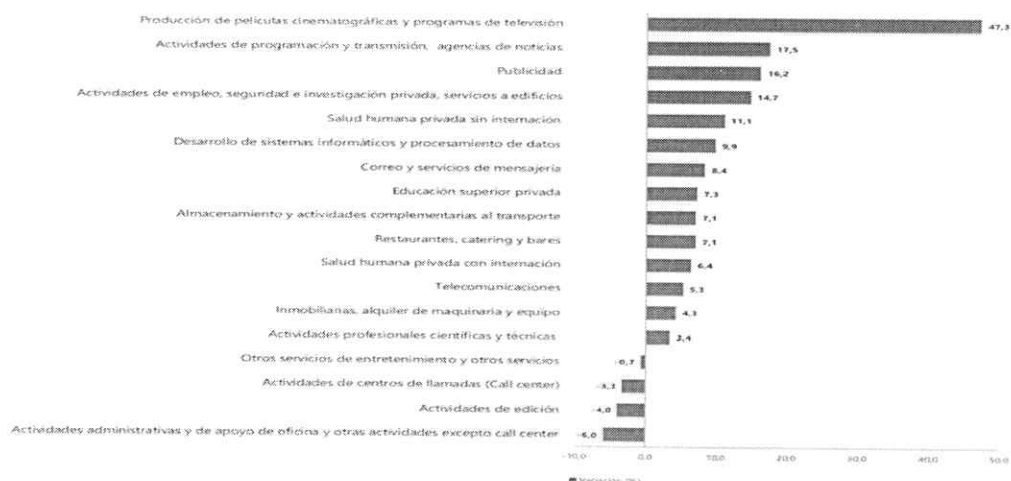 Producción de películas cinematográficas y programas de televisión 47,3
Actividades de programación y transmisión, agencias de noticias 17,5
Publicidad 16,2
Actividades de empleo, seguridad e investigación privada, servicios a edificios 14,7
Salud humana privada sin internación 11,1
Desarrollo de sistemas informáticos y procesamiento de datos 9,9
Correo y servicios de mensajería 8,4
Educación superior privada 7,3
Almacenamiento y actividades complementarias al transporte 7,1
Restaurantes, catering y bares 7,1
Salud humana privada con internación 6,4
Telecomunicaciones 5,3
Inmobiliarias, alquiler de maquinaria y equipo 4,3
Actividades profesionales científicas y técnicas 3,4
Otros servicios de entretenimiento y otros servicios -0,7
Actividades de centros de llamadas (Call center) -3,3
Actividades de edición -4,0
Actividades administrativas y de apoyo de oficina y otras actividades excepto call center -6,0
-10,0 0,0 10,0 20,0 30,0 40,0 50,0